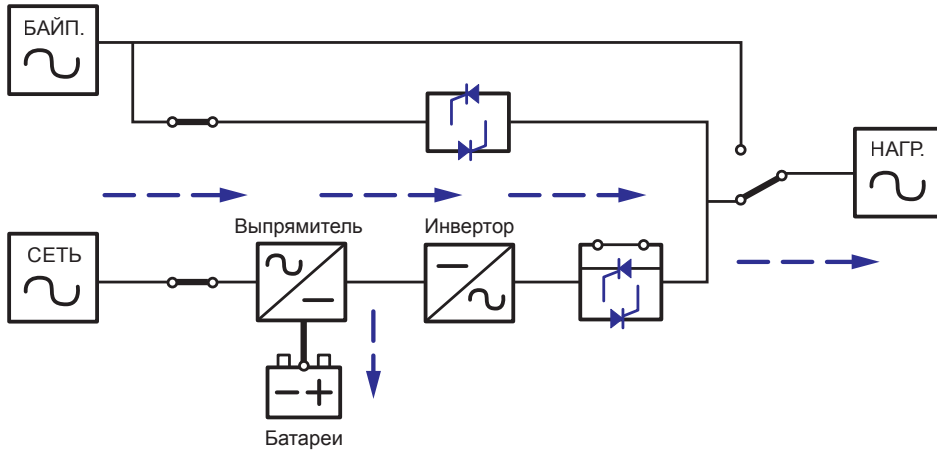 БАЙП.
НАГР.
Выпрямитель
Инвертор
СЕТЬ
Батареи